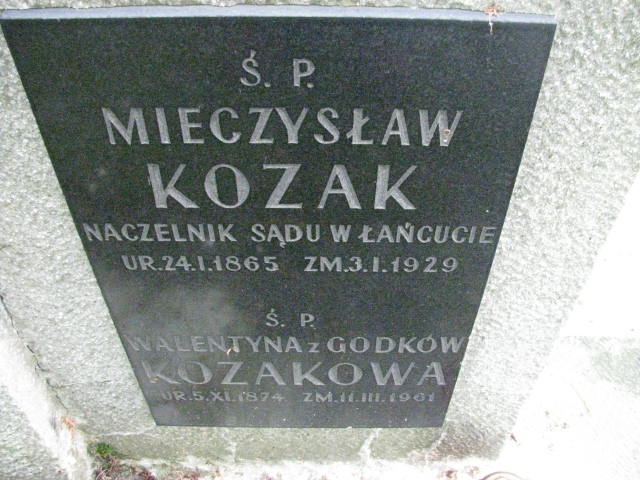 Ś. P.
MIECZYSŁAW
KOZAK
NACZELNIK SĄDU W ŁAŃCUCIE
UR.24.I.1865 ZM.3.I.1929
Ś. P.
WALENTYNA z GODKÓW
KOZAKOWA
UR.5.XI.1874 ZM.11.III.1961